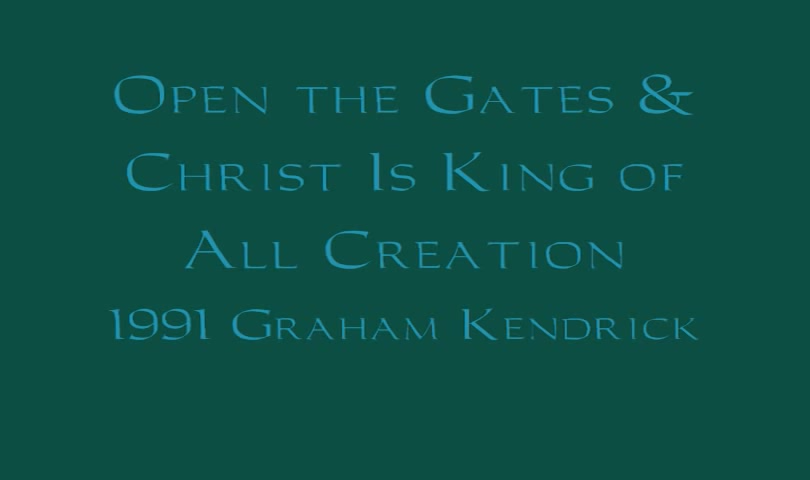 Open the Gates &
Christ Is King of
All Creation
1991 Graham Kendrick